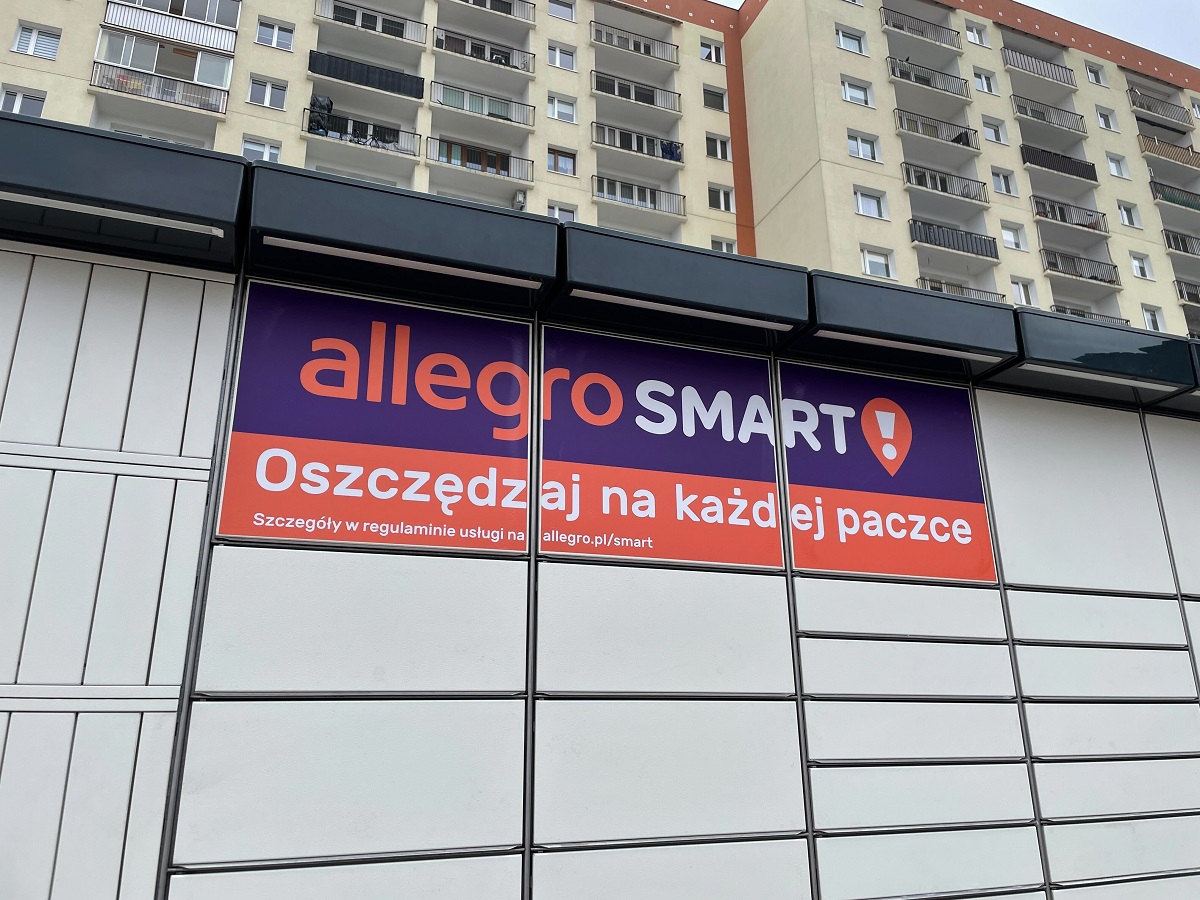 allegro SMART!
Oszczędzaj na każdej paczce
Szczegóły w regulaminie usługi na allegro.pl/smart